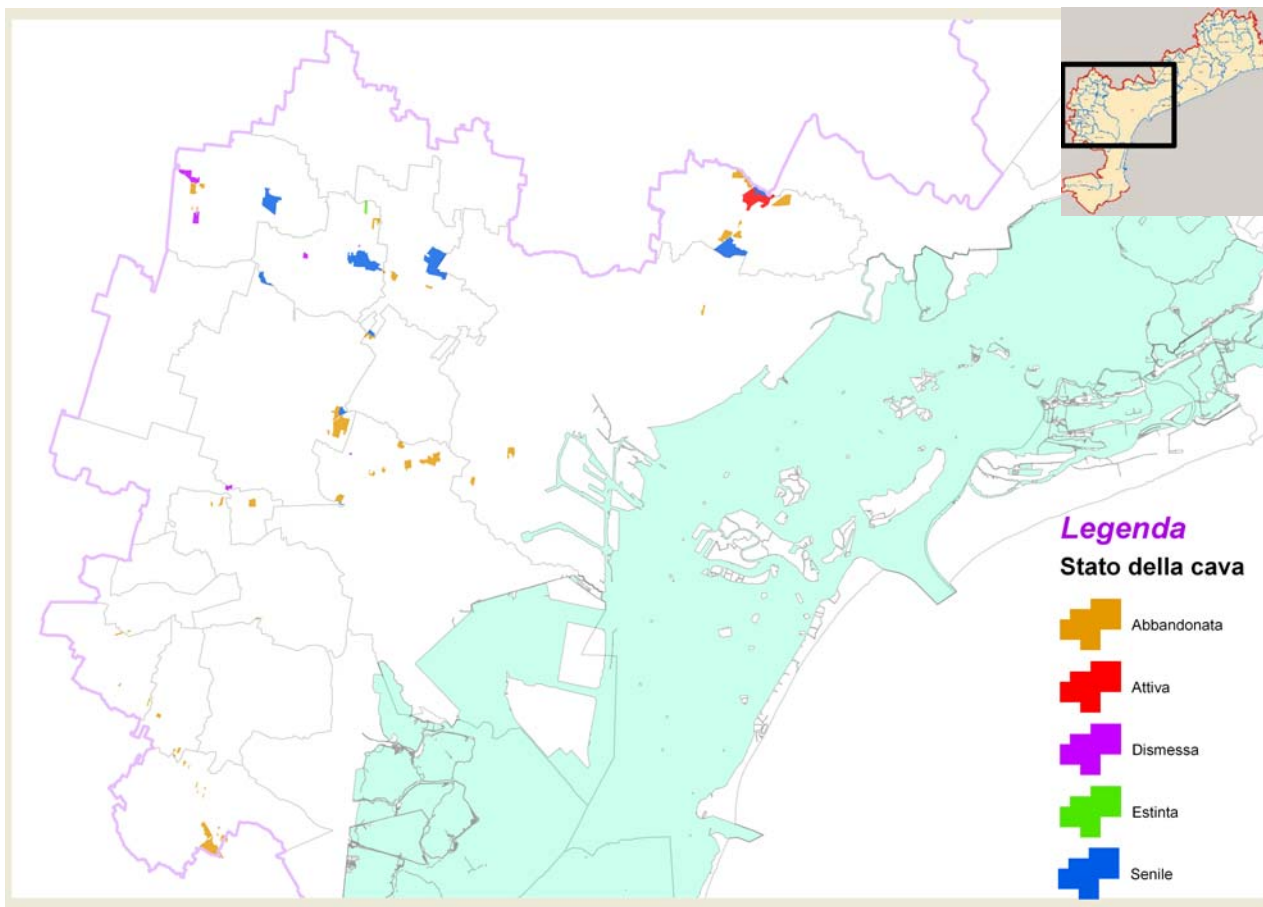 Legenda
Stato della cava
Abbandonata
Attiva
Dismessa
Estinta
Senile